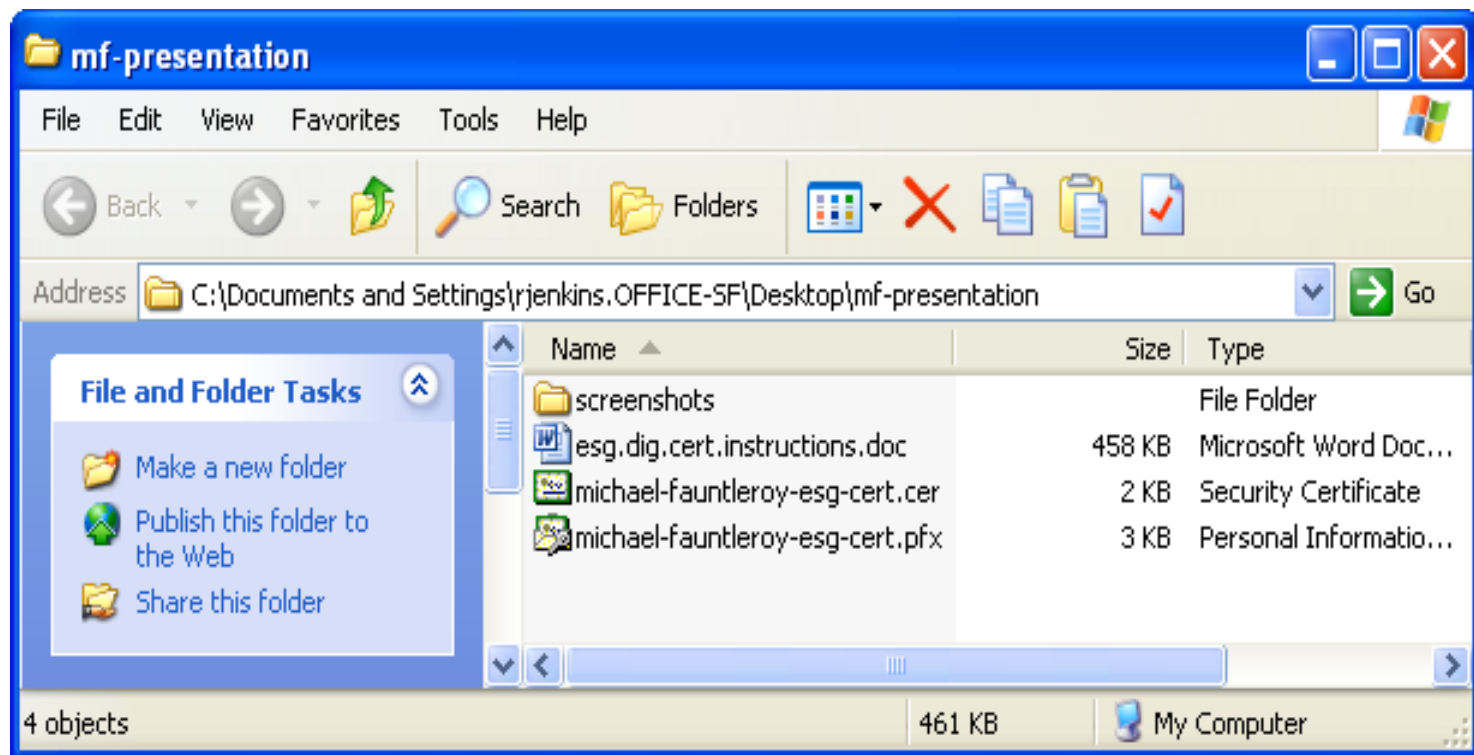 mf-presentation
File Edit View Favorites Tools Help
Back Search Folders
Address C:\Documents and Settings\rjenkins.OFFICE-SF\Desktop\mf-presentation Go
File and Folder Tasks
Make a new folder
Publish this folder to
the Web
Share this folder
Name Size Type
screenshots File Folder
esg.dig.cert.instructions.doc 458 KB Microsoft Word Doc...
michael-fauntleroy-esg-cert.cer 2 KB Security Certificate
michael-fauntleroy-esg-cert.pfx 3 KB Personal Informatio...
4 objects 461 KB My Computer